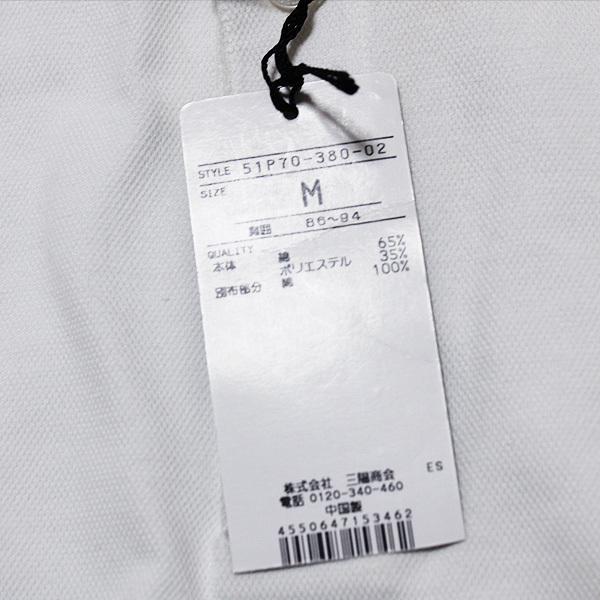 STYLE 51P70-380-02
SIZE
M
胸囲 86〜94
QUALITY
本体 綿 65%
ポリエステル 35%
別布部分 綿 100%
ES
株式会社 三陽商会
電話 0120-340-460
中国製
4550647153462